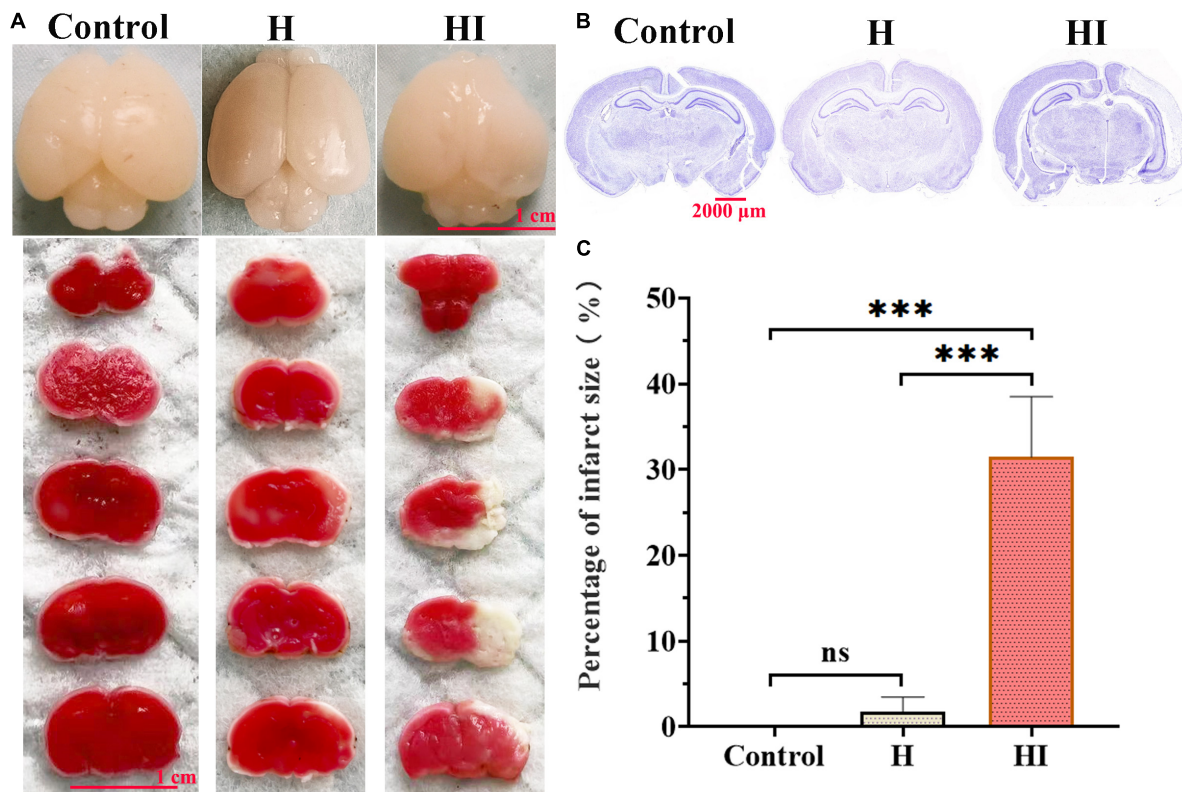 A
Control
H
HI
1 cm
1 cm
B
Control
H
HI
2000 μm
C
Percentage of infarct size ( % )
50
40
30
20
10
0
***
***
ns
Control
H
HI